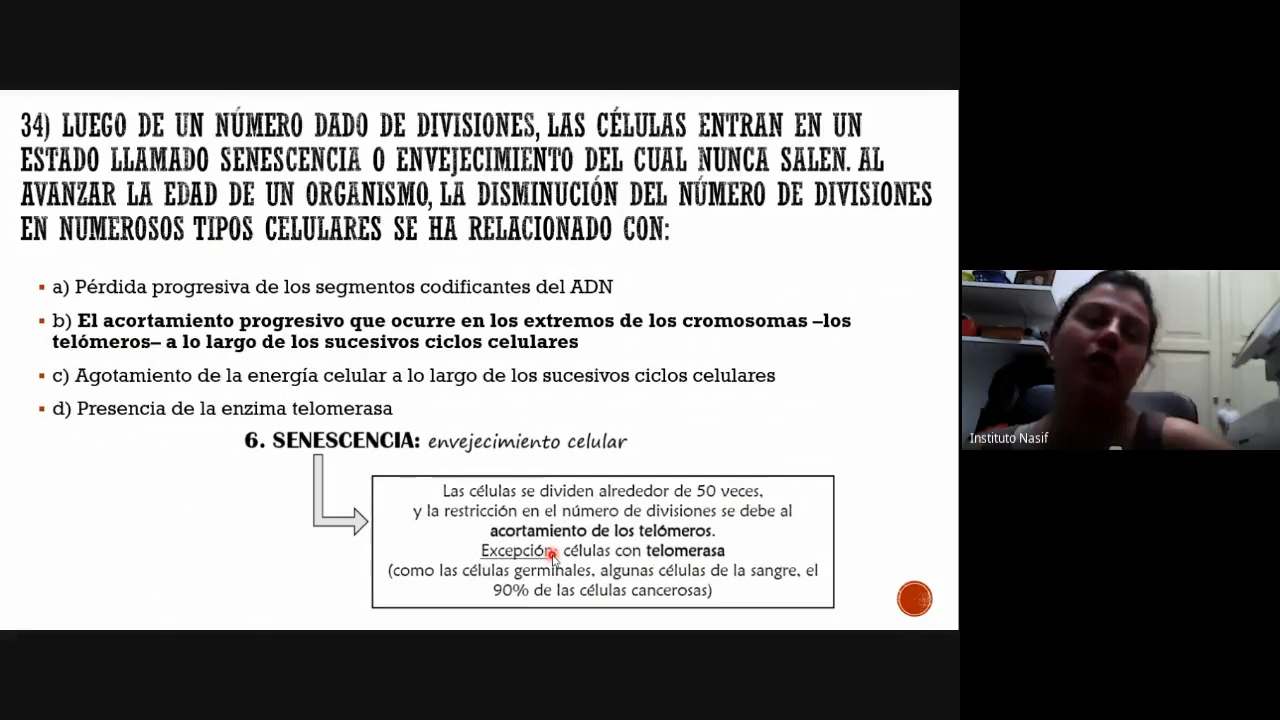 34) LUEGO DE UN NÚMERO DADO DE DIVISIONES, LAS CÉLULAS ENTRAN EN UN
ESTADO LLAMADO SENESCENCIA O ENVEJECIMIENTO DEL CUAL NUNCA SALEN. AL
AVANZAR LA EDAD DE UN ORGANISMO, LA DISMINUCIÓN DEL NÚMERO DE DIVISIONES
EN NUMEROSOS TIPOS CELULARES SE HA RELACIONADO CON:
a) Pérdida progresiva de los segmentos codificantes del ADN
b) El acortamiento progresivo que ocurre en los extremos de los cromosomas –los
telómeros– a lo largo de los sucesivos ciclos celulares
c) Agotamiento de la energía celular a lo largo de los sucesivos ciclos celulares
d) Presencia de la enzima telomerasa
6. SENESCENCIA: envejecimiento celular
Las células se dividen alrededor de 50 veces,
y la restricción en el número de divisiones se debe al
acortamiento de los telómeros.
Excepción: células con telomerasa
(como las células germinales, algunas células de la sangre, el
90% de las células cancerosas)
Instituto Nasif